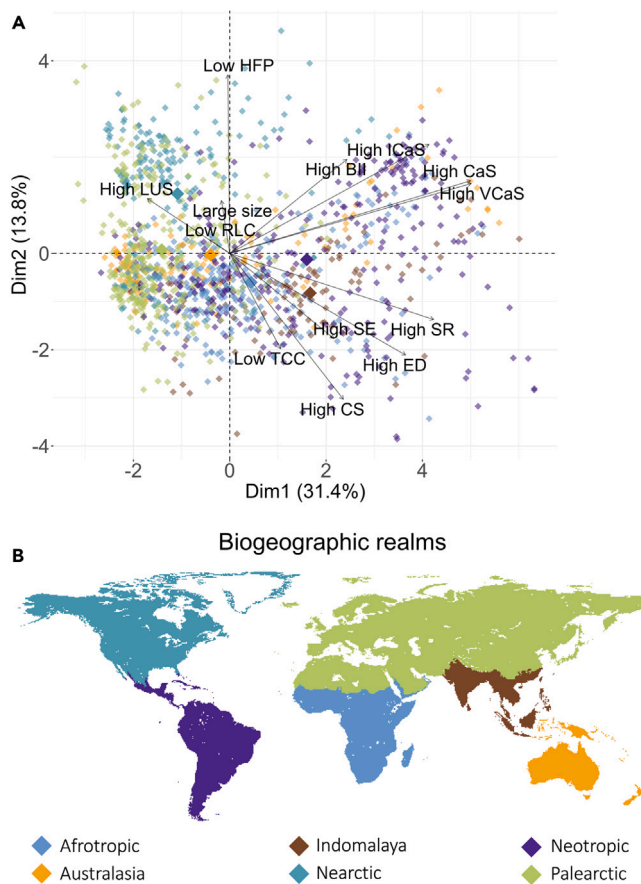 A
4
Low HFP
High ICaS
High BII
High CaS
High LUS
High VCaS
Large size
Low RLC
0
Dim2 (13.8%)
High SE
High SR
-2
Low TCC
High ED
High CS
-4
-2
0
2
4
Dim1 (31.4%)
B
Biogeographic realms
Afrotropic
Indomalaya
Neotropic
Australasia
Nearctic
Palearctic